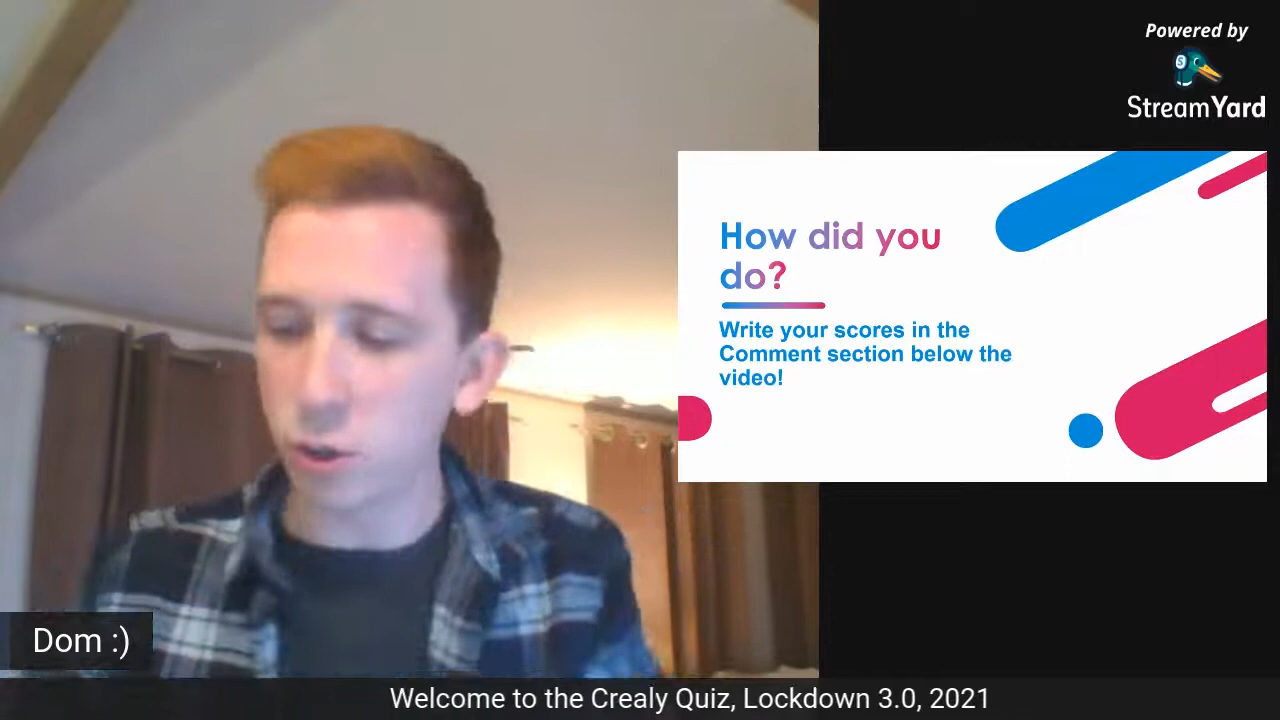 Powered by
StreamYard
How did you
do?
Write your scores in the
Comment section below the
video!
Dom :)
Welcome to the Crealy Quiz, Lockdown 3.0, 2021